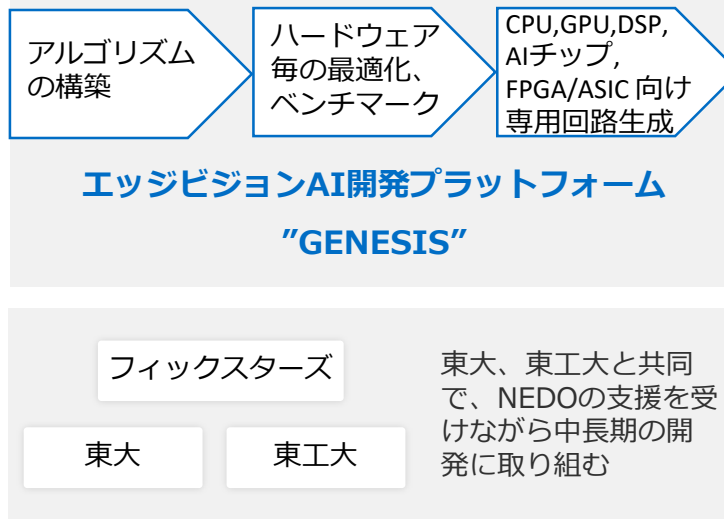 アルゴリズム
の構築
ハードウェア
毎の最適化、
ベンチマーク
CPU,GPU,DSP,
AIチップ,
FPGA/ASIC 向け
専用回路生成
エッジビジョンAI開発プラットフォーム
”GENESIS”
フィックスターズ
東大
東工大
東大、東工大と共同
で、NEDOの支援を受
けながら中長期の開
発に取り組む